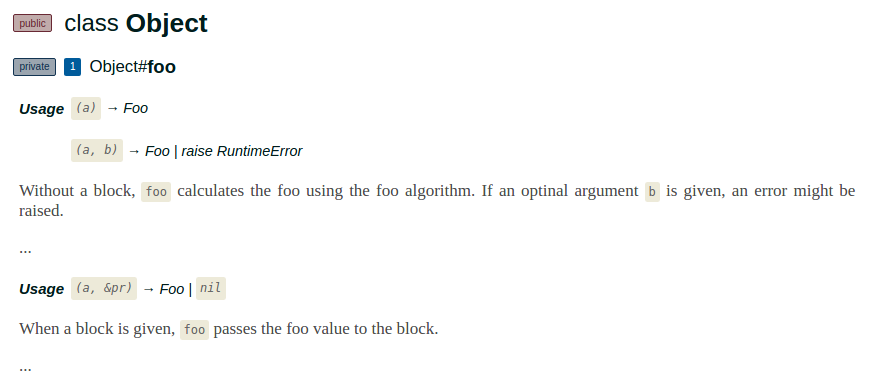 public class Object
private 1 Object#foo
Usage (a) → Foo
(a, b) → Foo | raise RuntimeError
Without a block, foo calculates the foo using the foo algorithm. If an optinal argument b is given, an error might be
raised.
...
Usage (a, &pr) → Foo | nil
When a block is given, foo passes the foo value to the block.
...